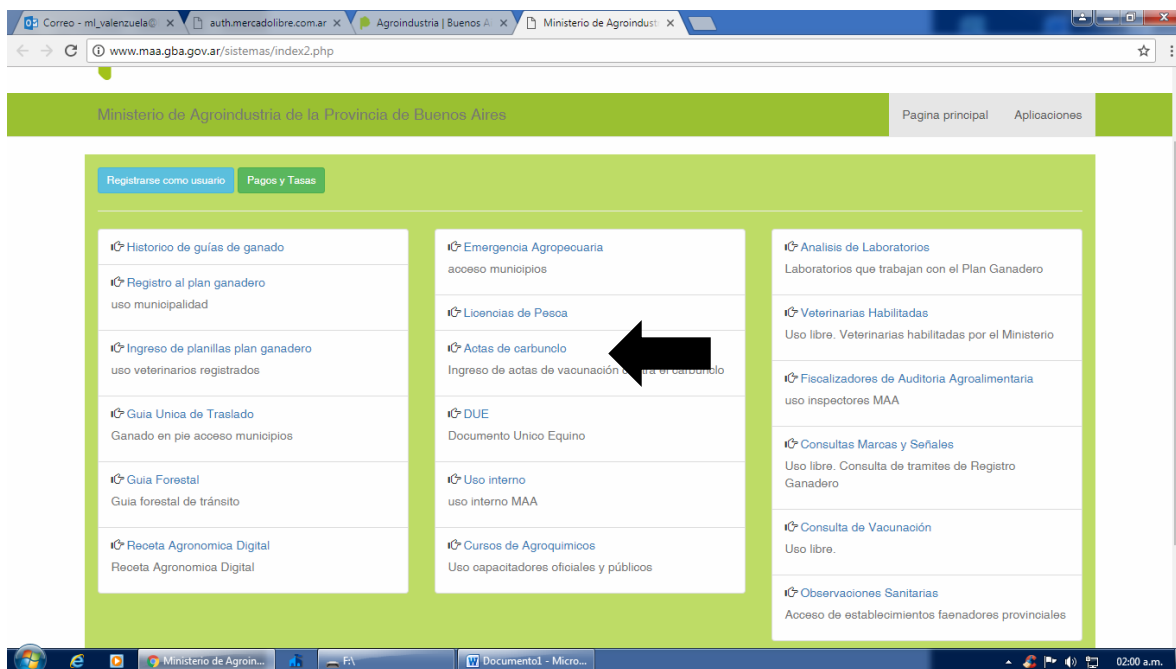 Correo - ml_valenzuela@
auth.mercadolibre.com.ar
Agroindustria | Buenos A
Ministerio de Agroindust
www.maa.gba.gov.ar/sistemas/index2.php
Ministerio de Agroindustria de la Provincia de Buenos Aires
Pagina principal
Aplicaciones
Registrarse como usuario
Pagos y Tasas
Historico de guías de ganado
Registro al plan ganadero
uso municipalidad
Ingreso de planillas plan ganadero
uso veterinarios registrados
Guia Unica de Traslado
Ganado en pie acceso municipios
Guia Forestal
Guia forestal de tránsito
Receta Agronomica Digital
Receta Agronomica Digital
Emergencia Agropecuaria
acceso municipios
Licencias de Pesca
Actas de carbunclo
Ingreso de actas de vacunación el carbunclo
DUE
Documento Unico Equino
Uso interno
uso interno MAA
Cursos de Agroquimicos
Uso capacitadores oficiales y públicos
Analisis de Laboratorios
Laboratorios que trabajan con el Plan Ganadero
Veterinarias Habilitadas
Uso libre. Veterinarias habilitadas por el Ministerio
Fiscalizadores de Auditoria Agroalimentaria
uso inspectores MAA
Consultas Marcas y Señales
Uso libre. Consulta de tramites de Registro
Ganadero
Consulta de Vacunación
Uso libre.
Observaciones Sanitarias
Acceso de establecimientos faenadores provinciales
Ministerio de Agroin...
F:\
Documento1 - Micro...
02:00 a.m.